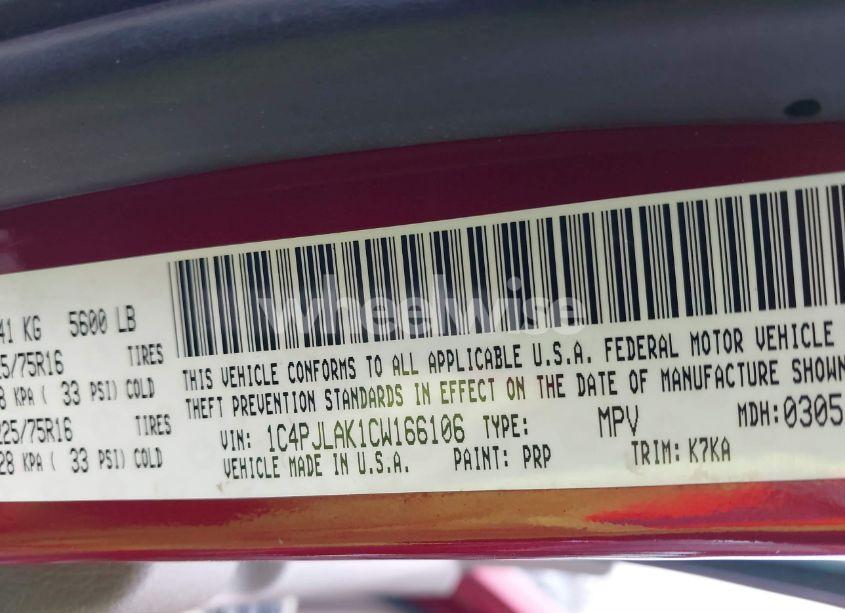 41 KG 5600 LB
25/75R16 TIRES
8 KPA ( 33 PSI) COLD
225/75R16 TIRES
28 KPA ( 33 PSI) COLD
wheelwise
THIS VEHICLE CONFORMS TO ALL APPLICABLE U.S.A. FEDERAL MOTOR VEHICLE
THEFT PREVENTION STANDARDS IN EFFECT ON THE DATE OF MANUFACTURE SHOWN
VIN: 1C4PJLAK1CW166106 TYPE: MPV MDH:0305
VEHICLE MADE IN U.S.A. PAINT: PRP TRIM: K7KA